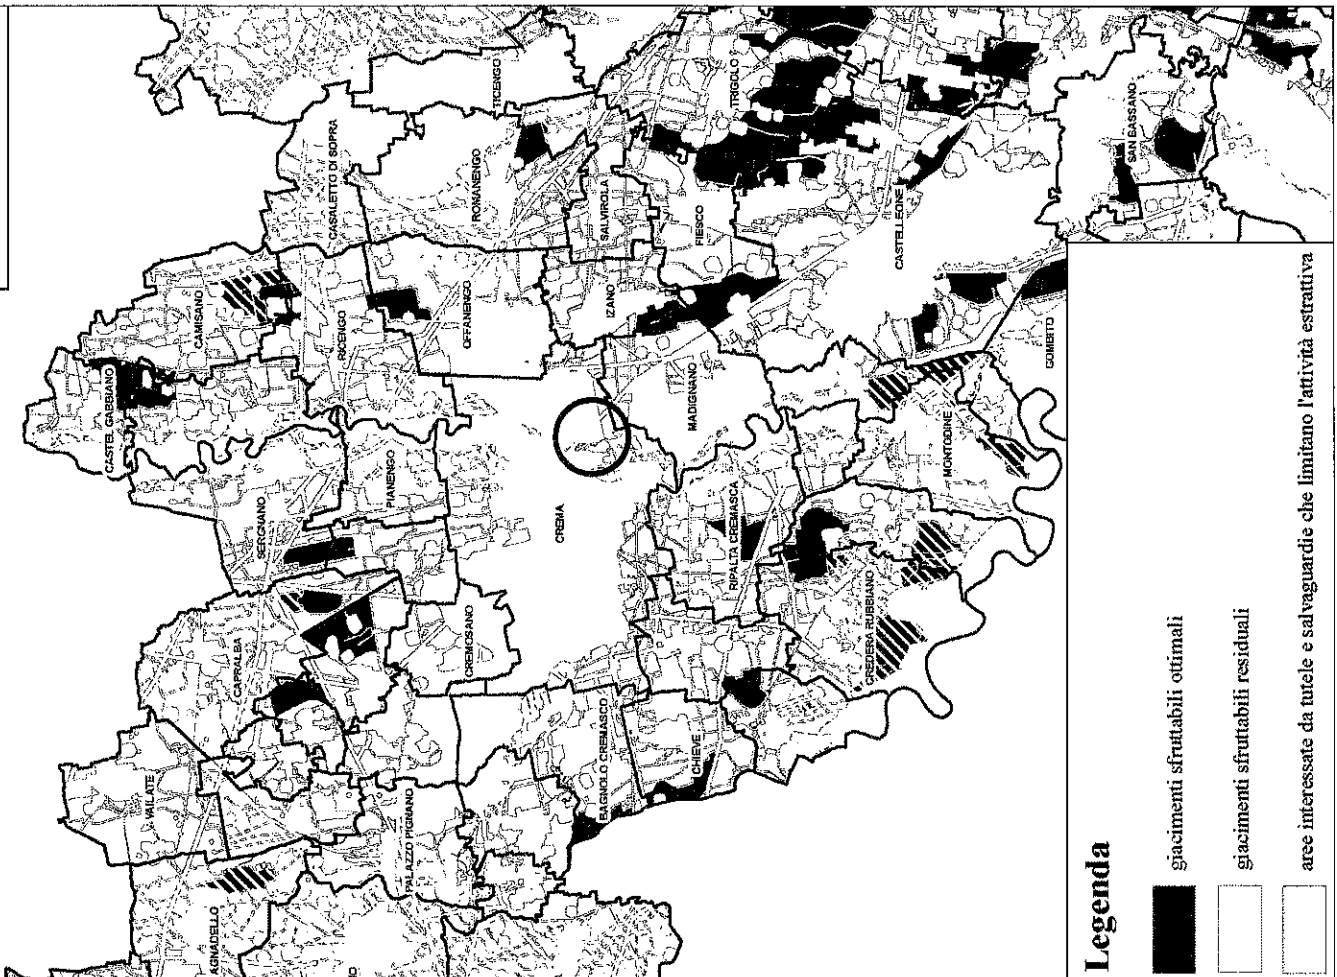 TICENGO
CASALETTO DI SOPRA
ROMANENGO
TRIGOLO
SALVIROLA
FIESCO
CASTELLEONE
SAN BASSANO
CAMISANO
RICENGO
OFFANENGO
IZANO
CASTEL GABBIANO
MADIGNANO
GOMBITO
MONTODINE
SERGNANO
PIANENGO
CREMA
RIPALTA CREMASCA
CREDERA RUBBIANO
CAPRALBA
CREMOSANO
VAILATE
BAGNOLO CREMASCO
CHIEVE
PALAZZO PIGNANO
AGNADELLO
NO
Legenda
giacimenti sfruttabili ottimali
giacimenti sfruttabili residuali
aree interessate da tutele e salvaguardie che limitano l'attività estrattiva